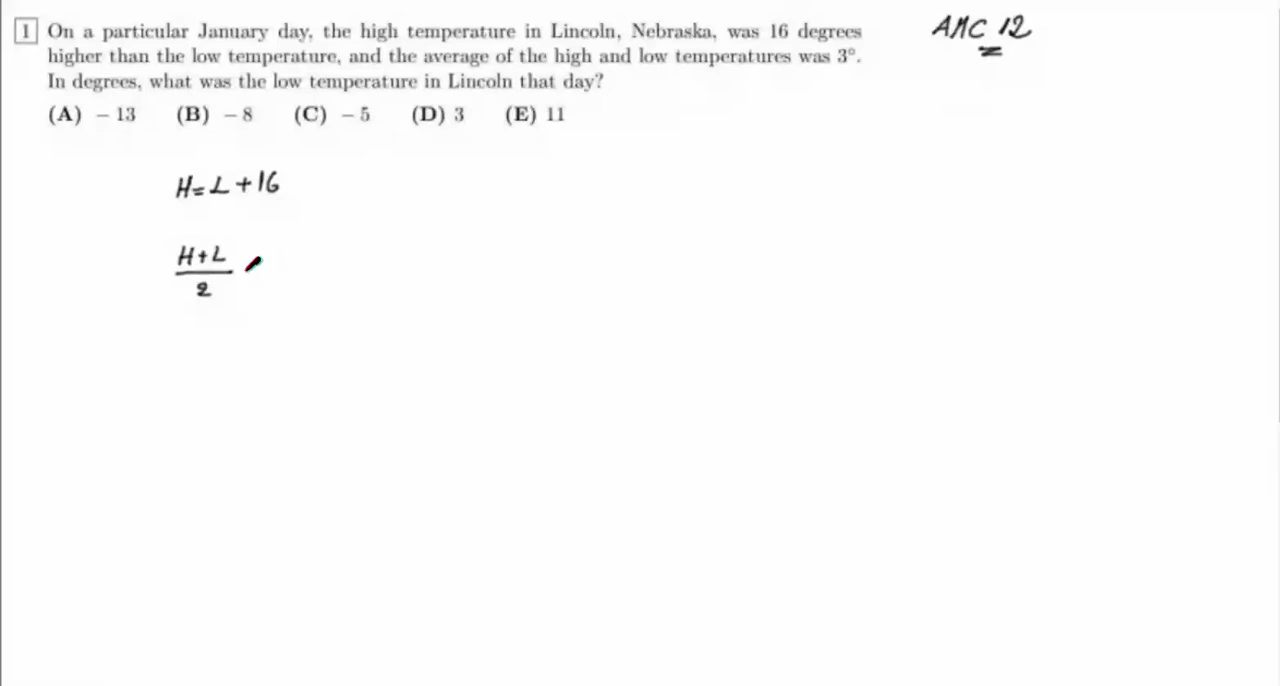 1 On a particular January day, the high temperature in Lincoln, Nebraska, was 16 degrees
higher than the low temperature, and the average of the high and low temperatures was 3°.
In degrees, what was the low temperature in Lincoln that day?
(A) − 13 (B) − 8 (C) − 5 (D) 3 (E) 11
AMC 12
H = L + 16
H + L
2